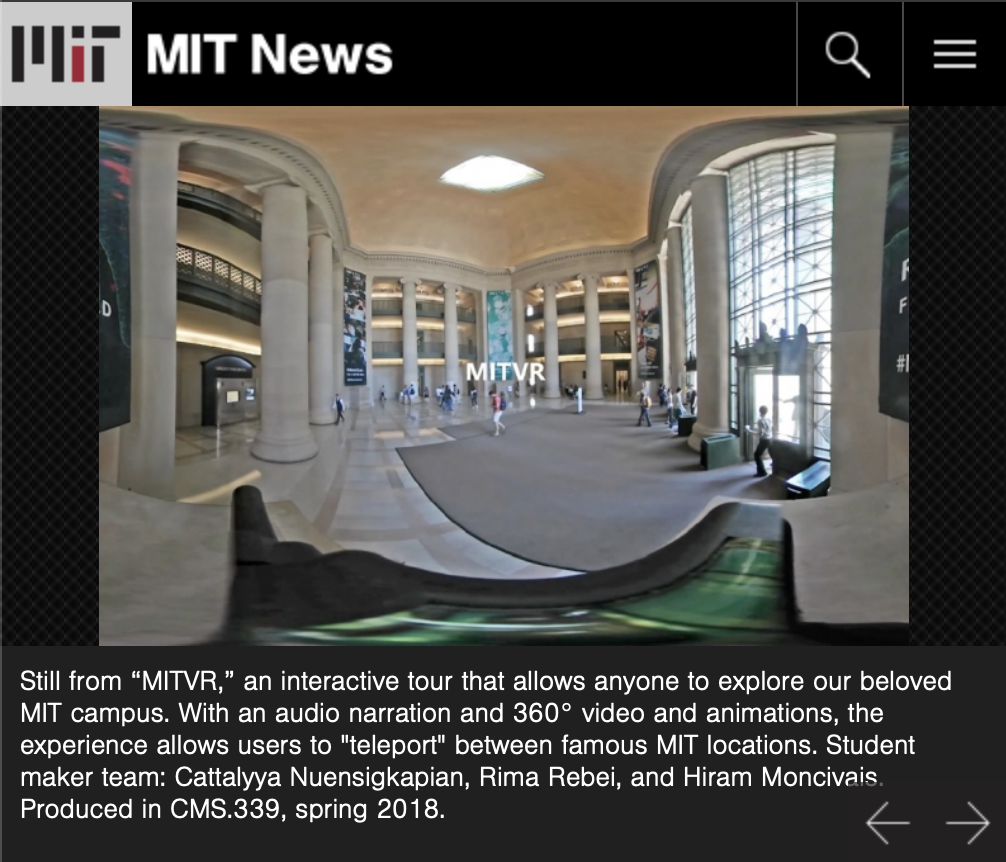 MIT
MIT News
D
MITVR
F
#
Still from “MITVR,” an interactive tour that allows anyone to explore our beloved
MIT campus. With an audio narration and 360° video and animations, the
experience allows users to "teleport" between famous MIT locations. Student
maker team: Cattalyya Nuensigkapian, Rima Rebei, and Hiram Moncivais.
Produced in CMS.339, spring 2018.